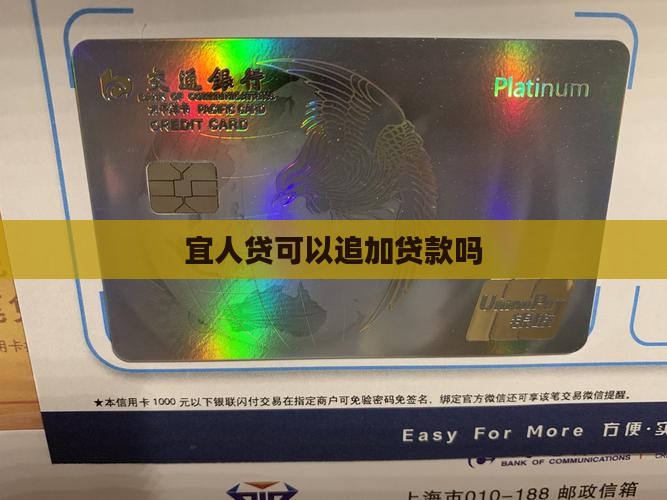 交通银行
BANK OF COMMUNICATIONS
太平洋卡 PACIFIC CARD
CREDIT CARD
Platinum
宜人贷可以追加贷款吗
UnionPay
银联
★本信用卡1000元以下银联闪付交易在指定商户可免验密码免签名，绑定官方微信还可享该笔交易微信提醒。
Easy For More 方便·实
BANK OF COMMUNICATIONS
上海市010-188 邮政信箱